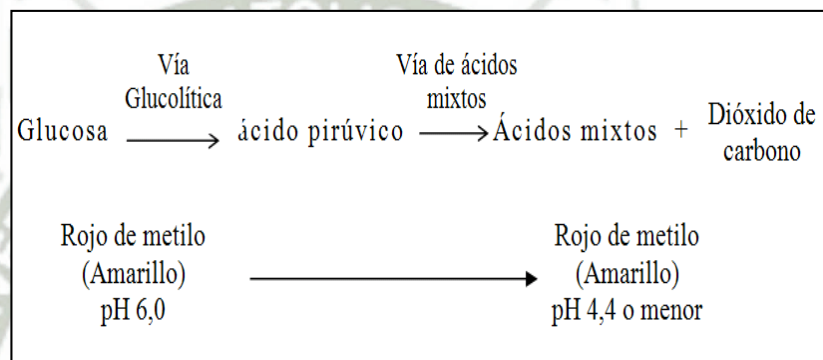 Vía
Glucolítica
Vía de ácidos
mixtos
Glucosa ácido pirúvico Ácidos mixtos + Dióxido de
carbono
Rojo de metilo
(Amarillo)
pH 6,0
Rojo de metilo
(Amarillo)
pH 4,4 o menor